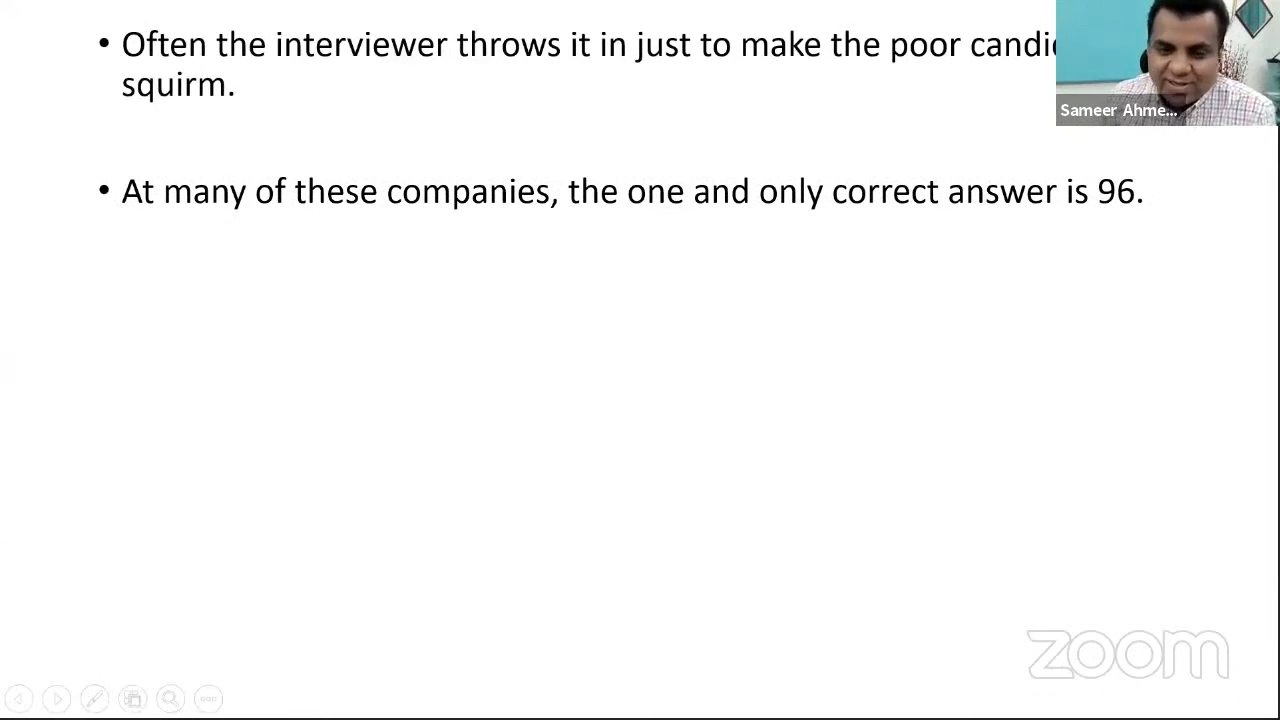 • Often the interviewer throws it in just to make the poor
squirm.
Sameer Ahme...
• At many of these companies, the one and only correct answer is 96.
zoom